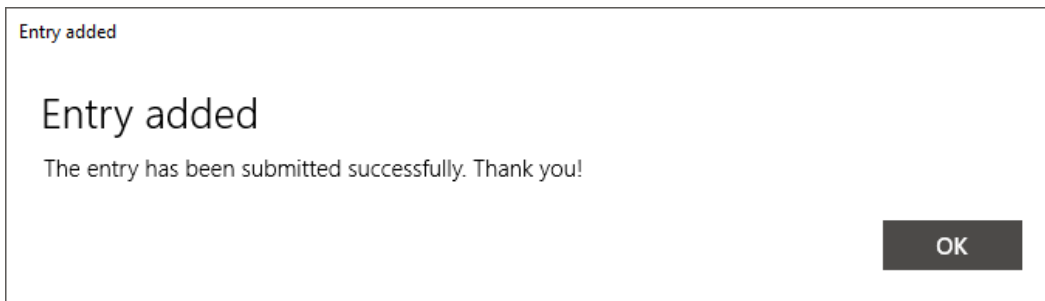 Entry added
Entry added
The entry has been submitted successfully. Thank you!
OK